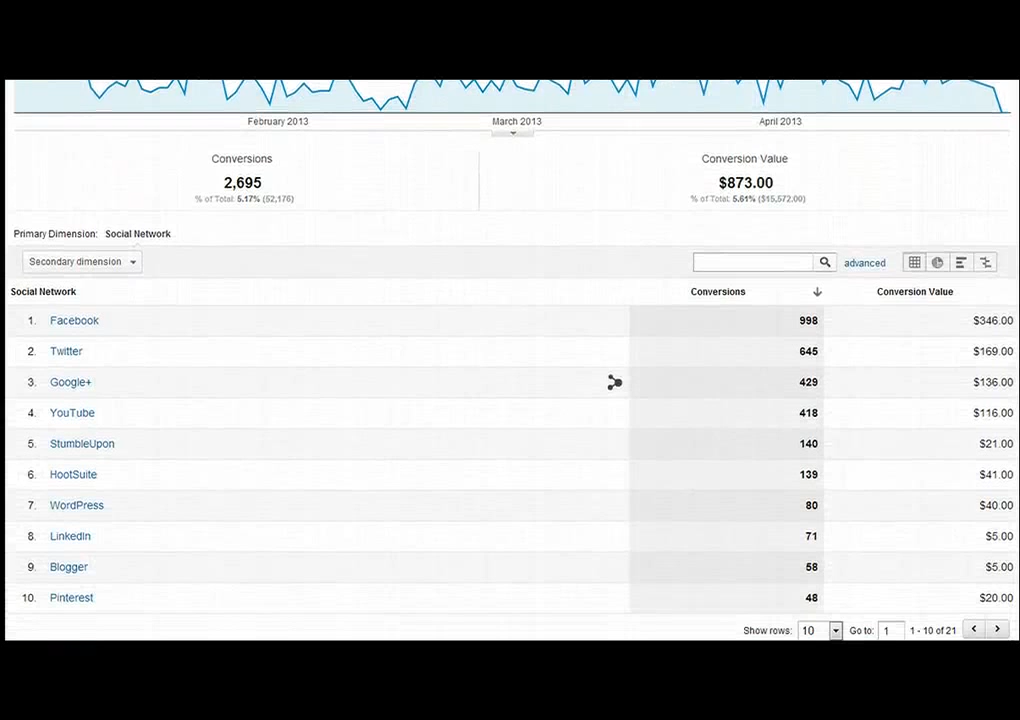 February 2013 March 2013 April 2013
Conversions Conversion Value
2,695 $873.00
% of Total: 5.17% (52,176) % of Total: 5.61% ($15,572.00)
Primary Dimension: Social Network
Secondary dimension advanced
Social Network Conversions Conversion Value
1. Facebook 998 $346.00
2. Twitter 645 $169.00
3. Google+ 429 $136.00
4. YouTube 418 $116.00
5. StumbleUpon 140 $21.00
6. HootSuite 139 $41.00
7. WordPress 80 $40.00
8. LinkedIn 71 $5.00
9. Blogger 58 $5.00
10. Pinterest 48 $20.00
Show rows: 10 Go to: 1 1 - 10 of 21